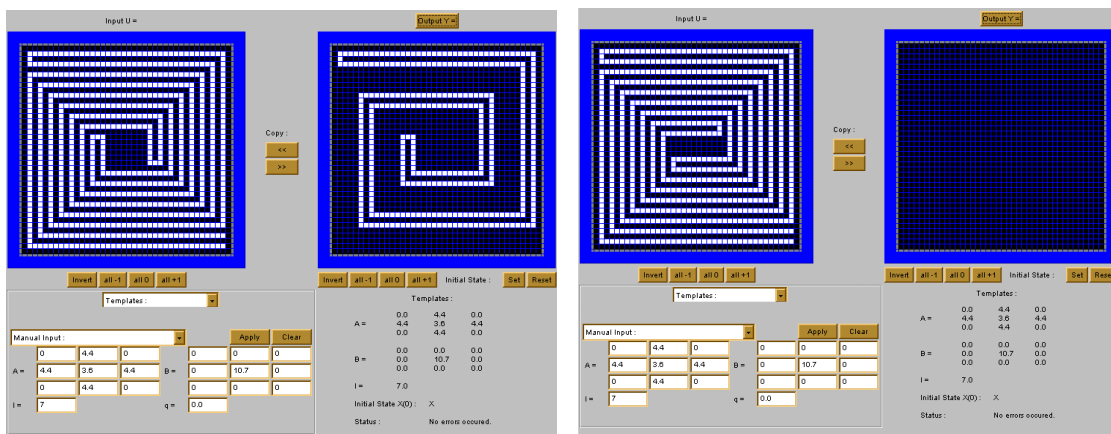 Input U =
Output Y =
Copy :
<<
>>
Invert all -1 all 0 all +1
Invert all -1 all 0 all +1 Initial State : Set Reset
Templates :
Manual Input :
Apply Clear
0 4.4 0
A = 4.4 3.6 4.4
0 4.4 0
I = 7
0 0 0
B = 0 10.7 0
0 0 0
q = 0.0
Templates :
0.0 4.4 0.0
A = 4.4 3.6 4.4
0.0 4.4 0.0
0.0 0.0 0.0
B = 0.0 10.7 0.0
0.0 0.0 0.0
I = 7.0
Initial State X(0) : X
Status : No errors occured.
Input U =
Output Y =
Copy :
<<
>>
Invert all -1 all 0 all +1
Invert all -1 all 0 all +1 Initial State : Set Reset
Templates :
Manual Input :
Apply Clear
0 4.4 0
A = 4.4 3.6 4.4
0 4.4 0
I = 7
0 0 0
B = 0 10.7 0
0 0 0
q = 0.0
Templates :
0.0 4.4 0.0
A = 4.4 3.6 4.4
0.0 4.4 0.0
0.0 0.0 0.0
B = 0.0 10.7 0.0
0.0 0.0 0.0
I = 7.0
Initial State X(0) : X
Status : No errors occured.